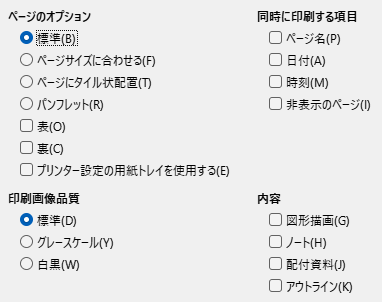 ページのオプション
標準(B)
ページサイズに合わせる(F)
ページにタイル状配置(T)
パンフレット(R)
表(O)
裏(C)
プリンター設定の用紙トレイを使用する(E)
同時に印刷する項目
ページ名(P)
日付(A)
時刻(M)
非表示のページ(I)
印刷画像品質
標準(D)
グレースケール(Y)
白黒(W)
内容
図形描画(G)
ノート(H)
配付資料(J)
アウトライン(K)